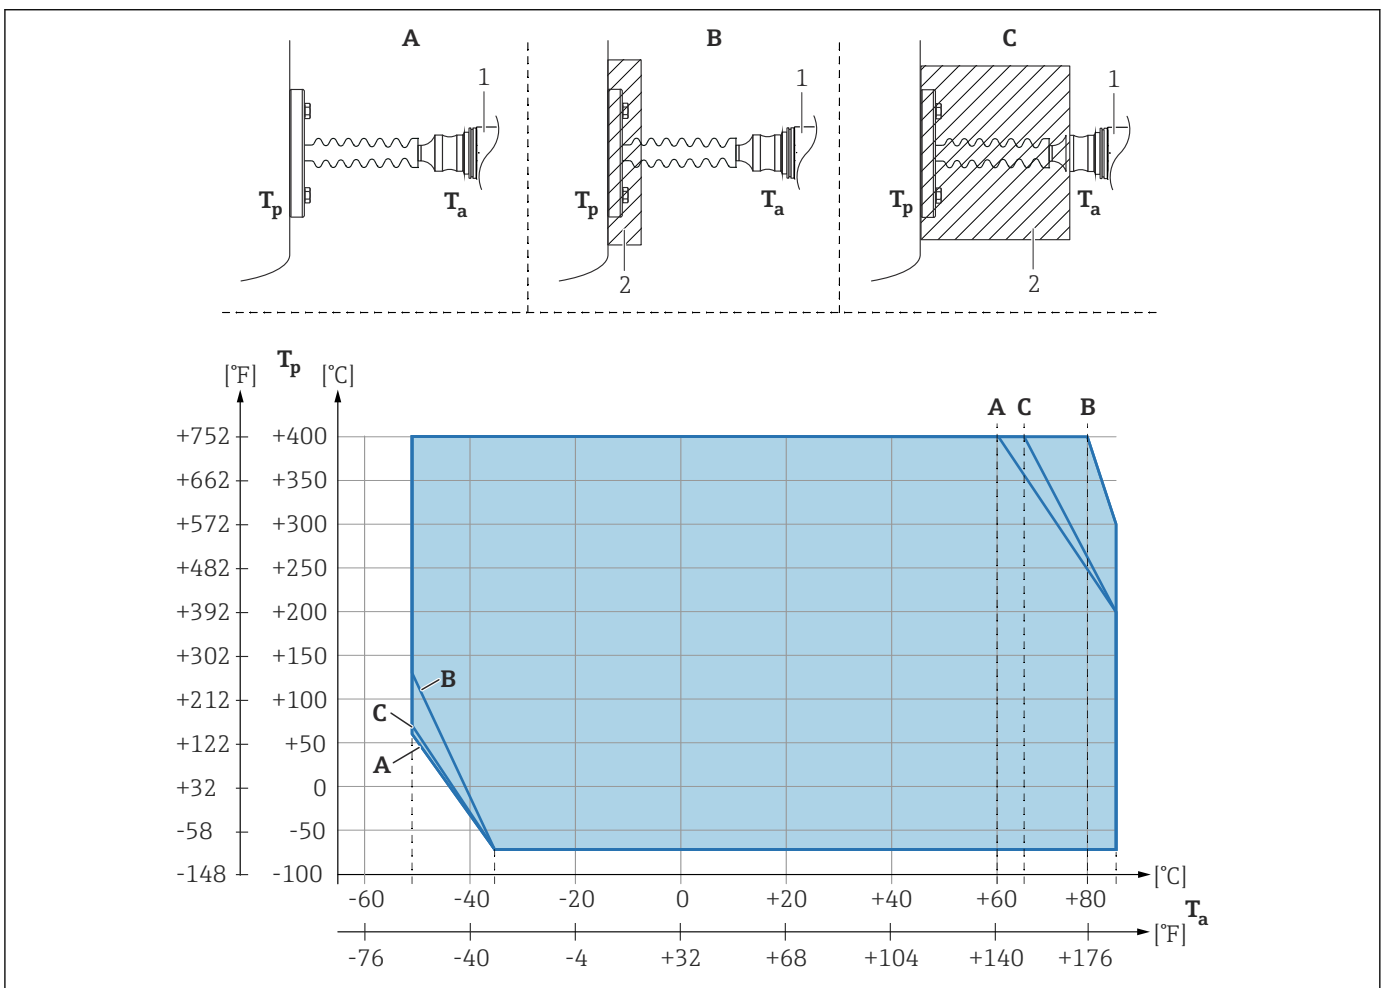 A
B
C
1
1
1
Tp
Ta
Tp
Ta
Tp
Ta
2
2
[°F]
Tp
[°C]
A C B
+752 +400
+662 +350
+572 +300
+482 +250
+392 +200
+302 +150
+212 +100
+122 +50
+32 0
-58 -50
-148 -100
B
C
A
[°C]
-60 -40 -20 0 +20 +40 +60 +80
Ta
[°F]
-76 -40 -4 +32 +68 +104 +140 +176